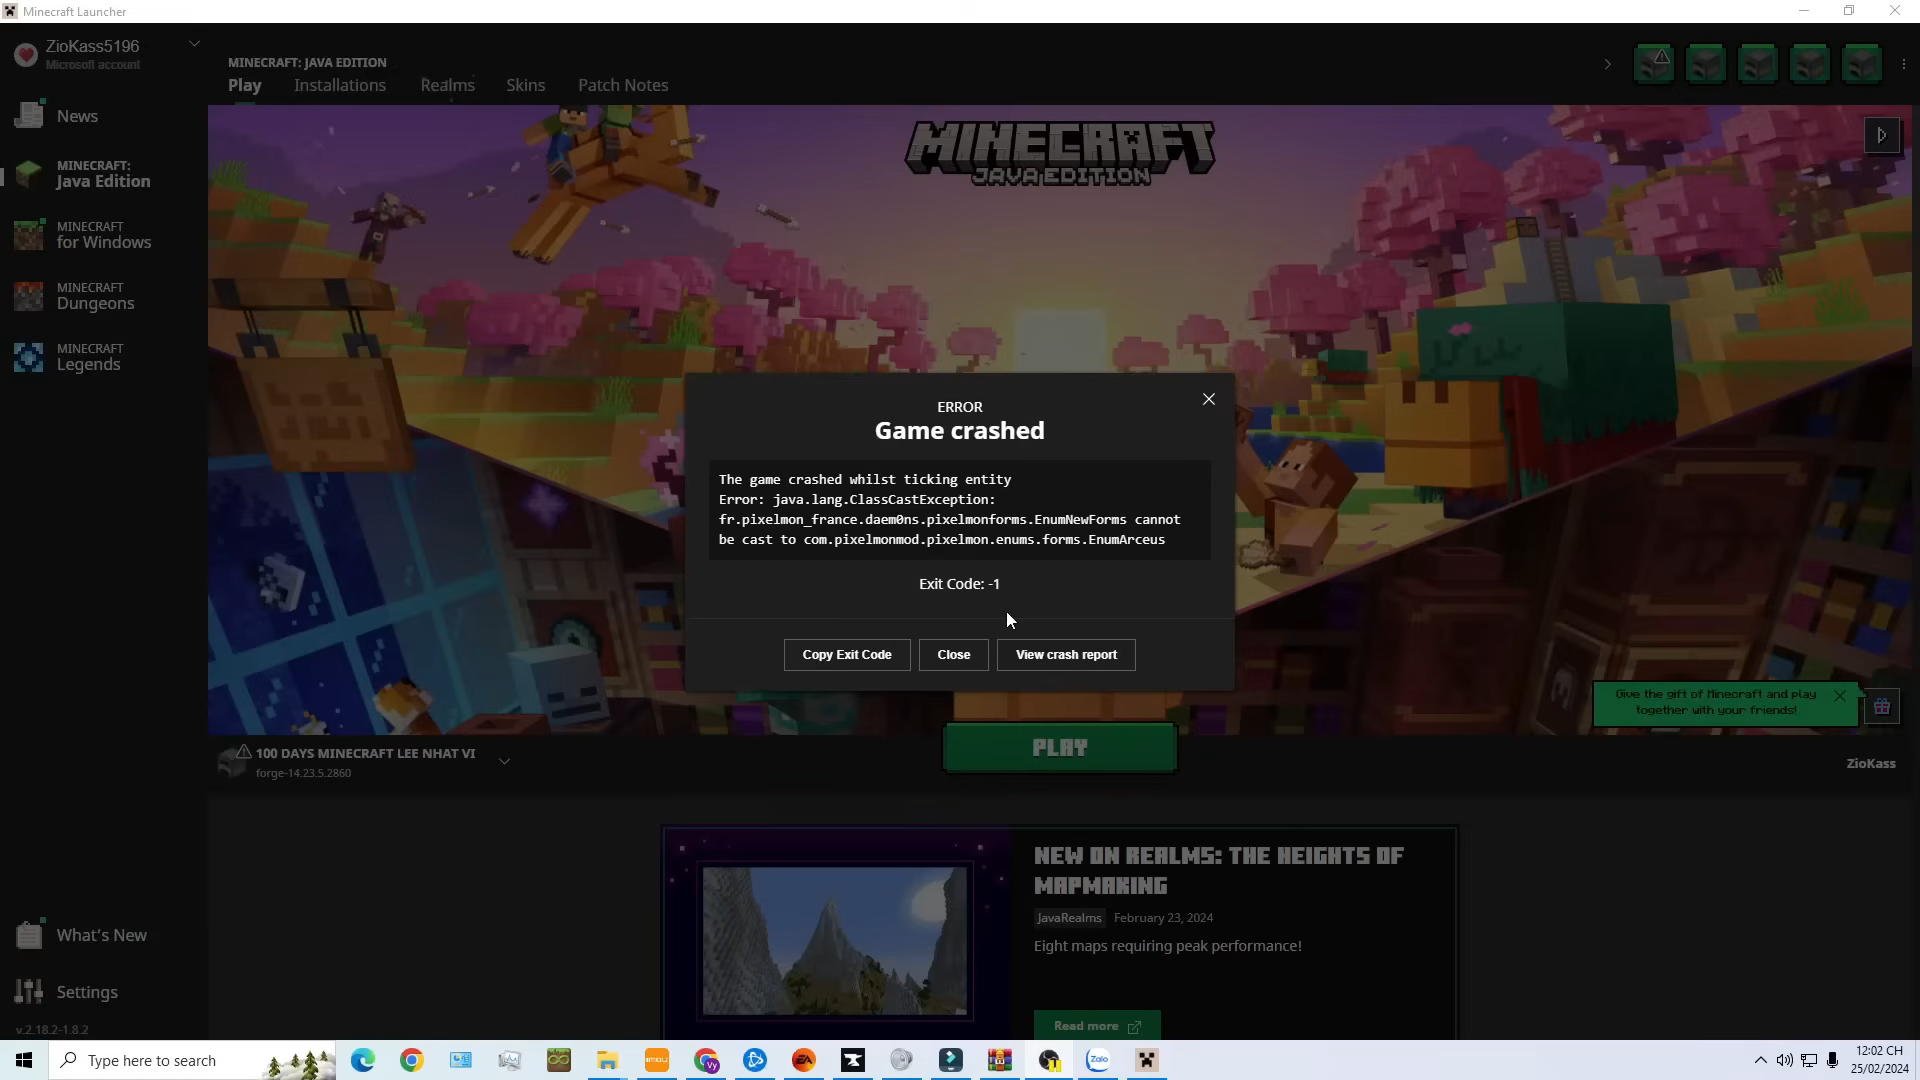 Minecraft Launcher
ZioKass5196
Microsoft account
MINECRAFT: JAVA EDITION
Play
Installations
Realms
Skins
Patch Notes
News
MINECRAFT:
Java Edition
MINECRAFT
for Windows
MINECRAFT
Dungeons
MINECRAFT
Legends
MINECRAFT
JAVA EDITION
ERROR
Game crashed
The game crashed whilst ticking entity
Error: java.lang.ClassCastException:
fr.pixelmon_france.daem0ns.pixelmonforms.EnumNewForms cannot
be cast to com.pixelmonmod.pixelmon.enums.forms.EnumArceus
Exit Code: -1
Copy Exit Code
Close
View crash report
Give the gift of Minecraft and play
together with your friends!
100 DAYS MINECRAFT LEE NHAT VI
forge-14.23.5.2860
PLAY
ZioKass
NEW ON REALMS: THE HEIGHTS OF
MAPMAKING
JavaRealms
February 23, 2024
Eight maps requiring peak performance!
Read more
What's New
Settings
v.2.18.2-1.8.2
Type here to search
Vy
EA
Zalo
12:02 CH
25/02/2024